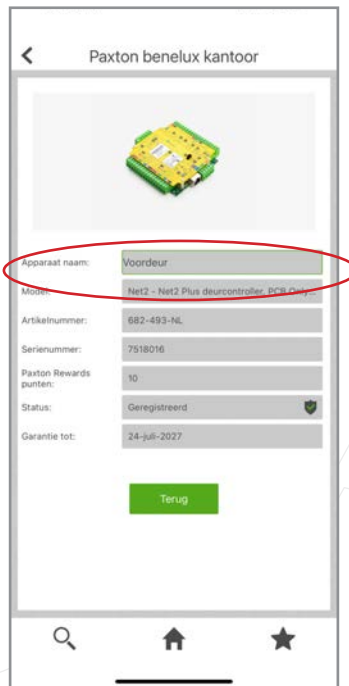 Paxton benelux kantoor
Apparaat naam: Voordeur
Model: Net2 - Net2 Plus deurcontroller, PCB Only...
Artikelnummer: 682-493-NL
Serienummer: 7518016
Paxton Rewards
punten: 10
Status: Geregistreerd
Garantie tot: 24-juli-2027
Terug